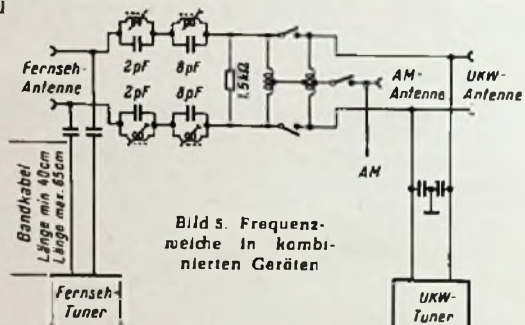 Fernseh-
Antenne
2pF 8pF
2pF 8pF
1,5kΩ
AM-
Antenne
UKW-
Antenne
AM
Bandkabel
Länge min 40cm
Länge max. 65cm
Bild 5. Frequenz-
weiche in kombi-
nierten Geräten
Fernseh-
Tuner
UKW-
Tuner